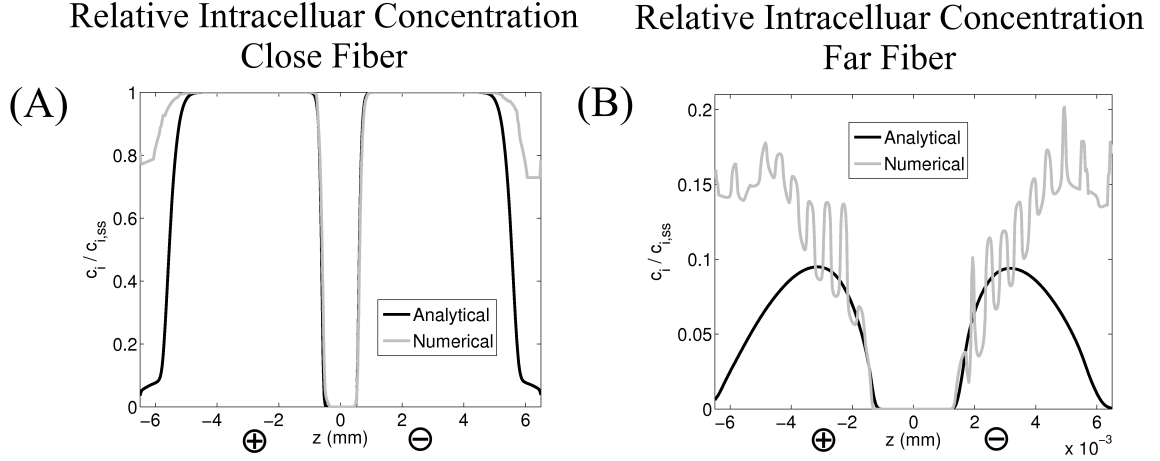 Relative Intracelluar Concentration
Close Fiber
Relative Intracelluar Concentration
Far Fiber
(A)
1
0.8
0.6
0.4
0.2
0
c_i / c_i,ss
Analytical
Numerical
−6 −4 −2 0 2 4 6
⊕ z (mm) ⊖
(B)
0.2
0.15
0.1
0.05
0
c_i / c_i,ss
Analytical
Numerical
−6 −4 −2 0 2 4 6
⊕ z (mm) ⊖ x 10⁻³